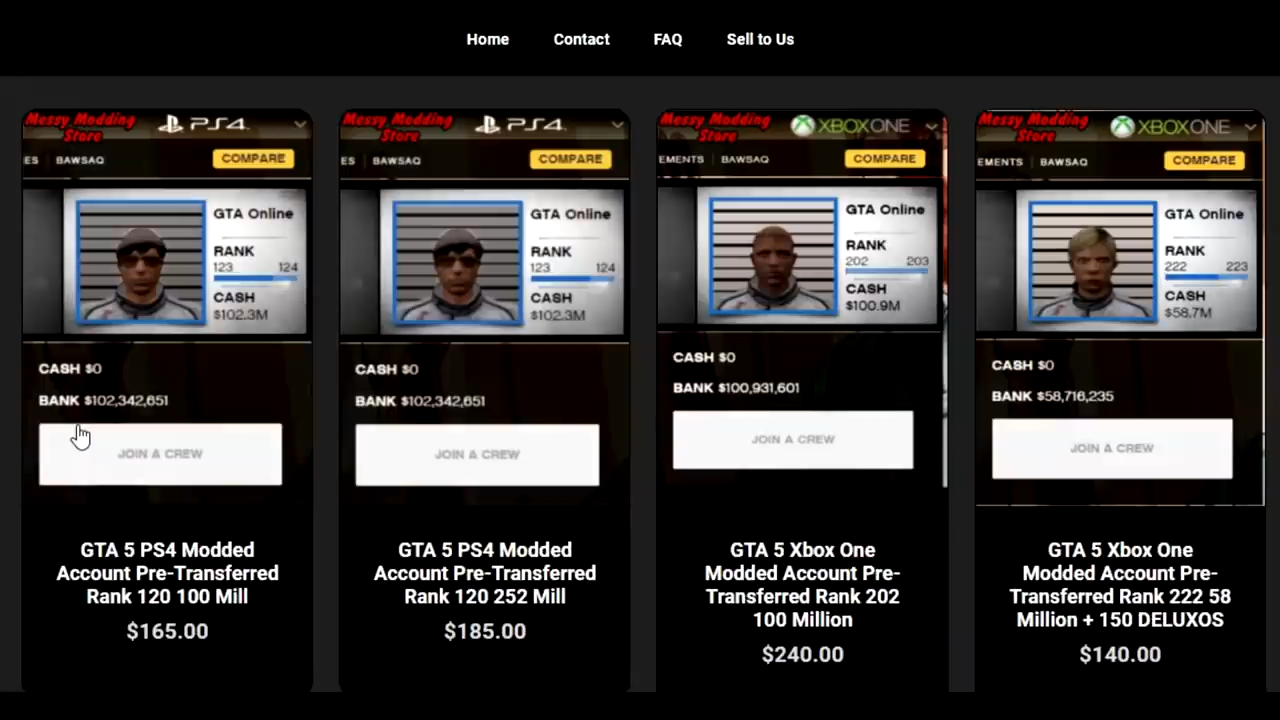 Home Contact FAQ Sell to Us
Messy Modding
Store
PS4
ES BAWSAQ COMPARE
GTA Online
RANK
123 124
CASH
$102.3M
CASH $0
BANK $102,342,651
JOIN A CREW
GTA 5 PS4 Modded
Account Pre-Transferred
Rank 120 100 Mill
$165.00
Messy Modding
Store
PS4
ES BAWSAQ COMPARE
GTA Online
RANK
123 124
CASH
$102.3M
CASH $0
BANK $102,342,651
JOIN A CREW
GTA 5 PS4 Modded
Account Pre-Transferred
Rank 120 252 Mill
$185.00
Messy Modding
Store
XBOX ONE
EMENTS BAWSAQ COMPARE
GTA Online
RANK
202 203
CASH
$100.9M
CASH $0
BANK $100,931,601
JOIN A CREW
GTA 5 Xbox One
Modded Account Pre-
Transferred Rank 202
100 Million
$240.00
Messy Modding
Store
XBOX ONE
EMENTS BAWSAQ COMPARE
GTA Online
RANK
222 223
CASH
$58.7M
CASH $0
BANK $58,716,235
JOIN A CREW
GTA 5 Xbox One
Modded Account Pre-
Transferred Rank 222 58
Million + 150 DELUXOS
$140.00